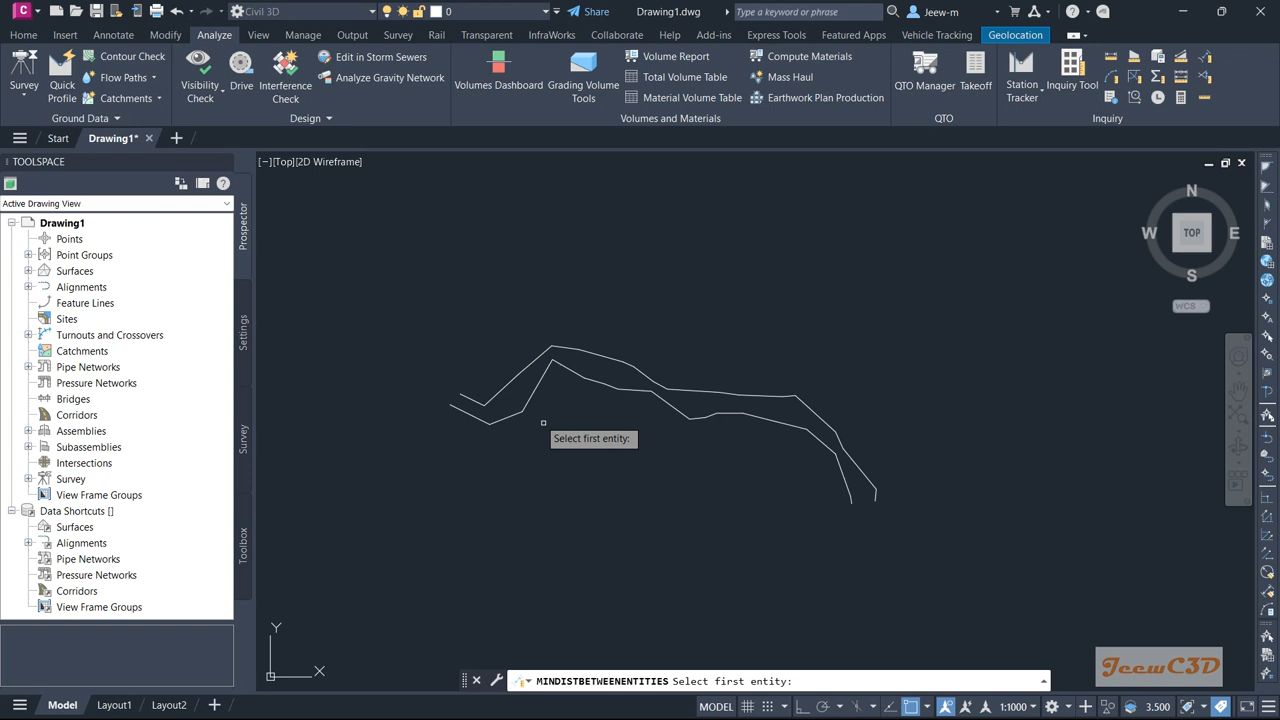 Civil 3D
0
Share
Drawing1.dwg
Type a keyword or phrase
Jeew-m
Home Insert Annotate Modify Analyze View Manage Output Survey Rail Transparent InfraWorks Collaborate Help Add-ins Express Tools Featured Apps Vehicle Tracking Geolocation
Survey
Quick Profile
Contour Check
Flow Paths
Catchments
Ground Data
Visibility Check
Drive
Interference Check
Edit in Storm Sewers
Analyze Gravity Network
Design
Volumes Dashboard
Grading Volume Tools
Volume Report
Total Volume Table
Material Volume Table
Compute Materials
Mass Haul
Earthwork Plan Production
Volumes and Materials
QTO Manager
Takeoff
QTO
Station Tracker
Inquiry Tool
Inquiry
Start
Drawing1*
TOOLSPACE
Active Drawing View
Drawing1
Points
Point Groups
Surfaces
Alignments
Feature Lines
Sites
Turnouts and Crossovers
Catchments
Pipe Networks
Pressure Networks
Bridges
Corridors
Assemblies
Subassemblies
Intersections
Survey
View Frame Groups
Data Shortcuts []
Surfaces
Alignments
Pipe Networks
Pressure Networks
Corridors
View Frame Groups
Prospector
Settings
Survey
Toolbox
[−][Top][2D Wireframe]
N
W
TOP
E
S
WCS
Select first entity:
Y
X
JeewC3D
MINDISTBETWEENENTITIES Select first entity:
Model Layout1 Layout2
MODEL
1:1000
3.500